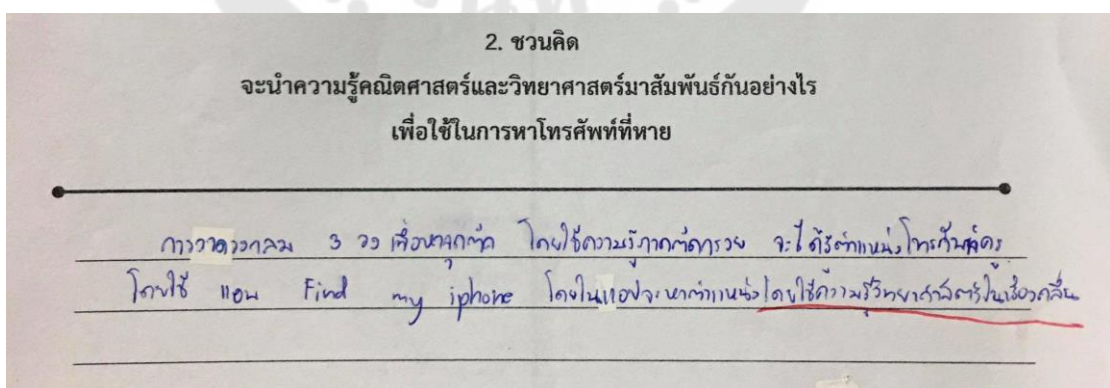 2. ชวนคิด
จะนำความรู้คณิตศาสตร์และวิทยาศาสตร์มาสัมพันธ์กันอย่างไร
เพื่อใช้ในการหาโทรศัพท์ที่หาย
การวาดวงกลม 3 วง เพื่อหาจุดตัด โดยใช้ความรู้ภาคตัดกรวย จะได้รู้ตำแหน่งโทรศัพท์ครู
โดยใช้ แอพ Find my iphone โดยในแอปจะหาตำแหน่งโดยใช้ความรู้วิทยาศาสตร์ในเรื่องคลื่น